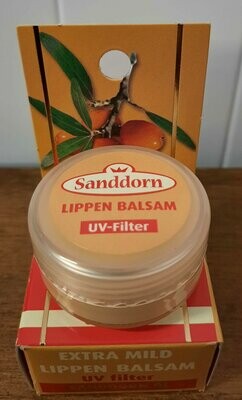 Sanddorn
LIPPEN BALSAM
UV-Filter
EXTRA MILD
LIPPEN BALSAM
UV filter